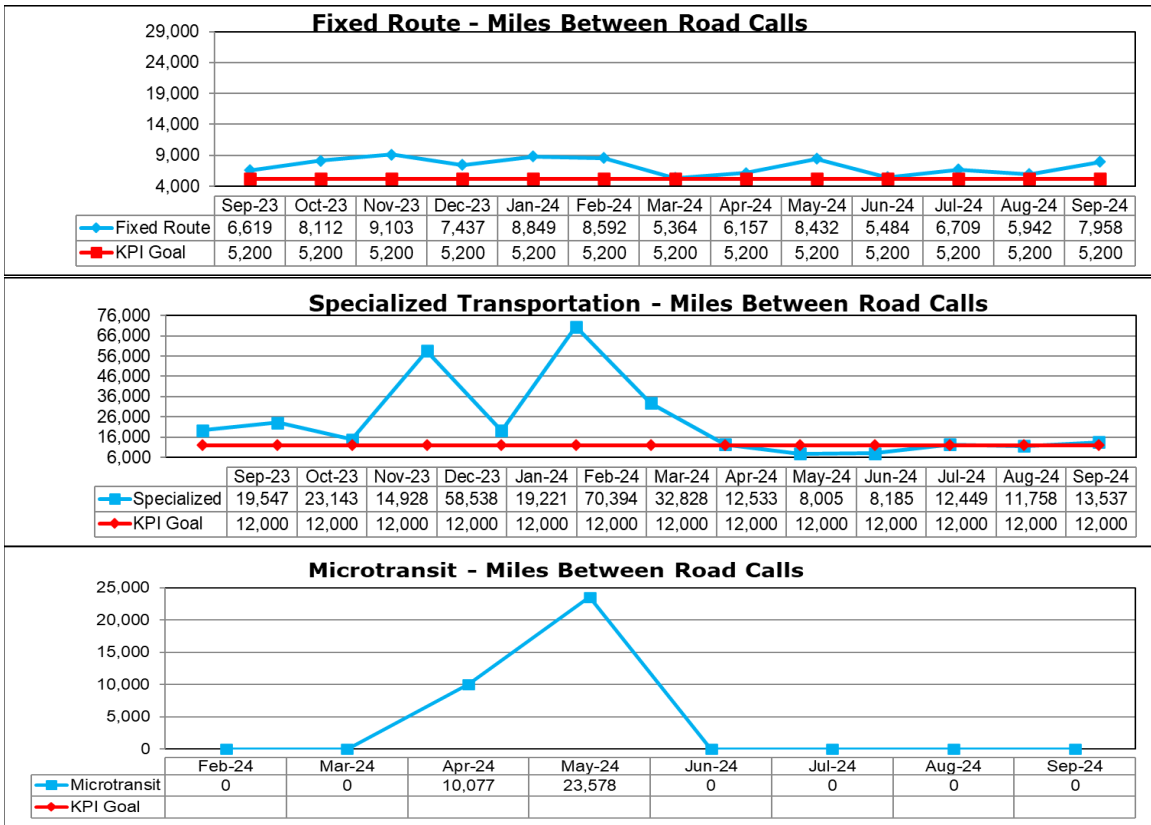 Fixed Route - Miles Between Road Calls
29,000
24,000
19,000
14,000
9,000
4,000
Sep-23 Oct-23 Nov-23 Dec-23 Jan-24 Feb-24 Mar-24 Apr-24 May-24 Jun-24 Jul-24 Aug-24 Sep-24
Fixed Route 6,619 8,112 9,103 7,437 8,849 8,592 5,364 6,157 8,432 5,484 6,709 5,942 7,958
KPI Goal 5,200 5,200 5,200 5,200 5,200 5,200 5,200 5,200 5,200 5,200 5,200 5,200 5,200
Specialized Transportation - Miles Between Road Calls
76,000
66,000
56,000
46,000
36,000
26,000
16,000
6,000
Sep-23 Oct-23 Nov-23 Dec-23 Jan-24 Feb-24 Mar-24 Apr-24 May-24 Jun-24 Jul-24 Aug-24 Sep-24
Specialized 19,547 23,143 14,928 58,538 19,221 70,394 32,828 12,533 8,005 8,185 12,449 11,758 13,537
KPI Goal 12,000 12,000 12,000 12,000 12,000 12,000 12,000 12,000 12,000 12,000 12,000 12,000 12,000
Microtransit - Miles Between Road Calls
25,000
20,000
15,000
10,000
5,000
0
Feb-24 Mar-24 Apr-24 May-24 Jun-24 Jul-24 Aug-24 Sep-24
Microtransit 0 0 10,077 23,578 0 0 0 0
KPI Goal